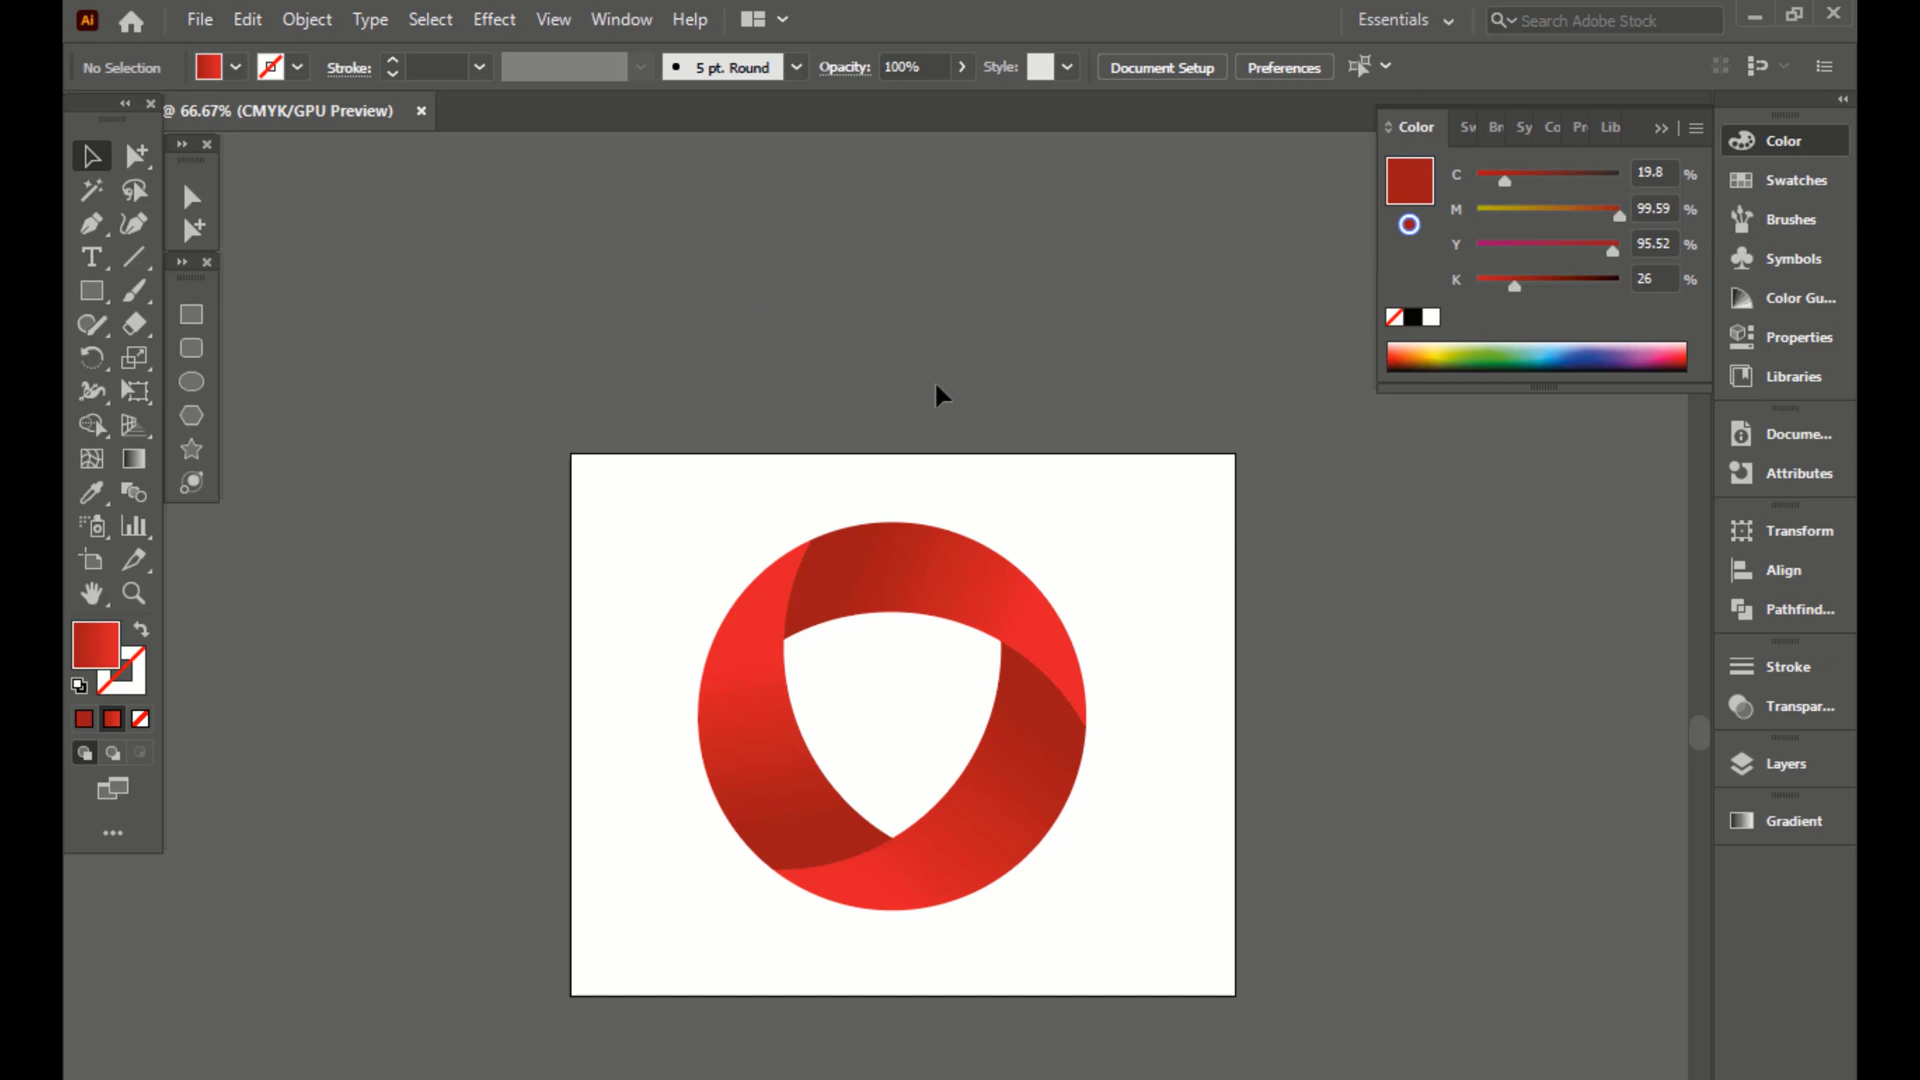 Ai File Edit Object Type Select Effect View Window Help Essentials Search Adobe Stock
No Selection Stroke: 5 pt. Round Opacity: 100% Style: Document Setup Preferences
@ 66.67% (CMYK/GPU Preview)
Color Sw Br Sy Co Pr Lib
C 19.8 %
M 99.59 %
Y 95.52 %
K 26 %
Color
Swatches
Brushes
Symbols
Color Gu...
Properties
Libraries
Docume...
Attributes
Transform
Align
Pathfind...
Stroke
Transpar...
Layers
Gradient